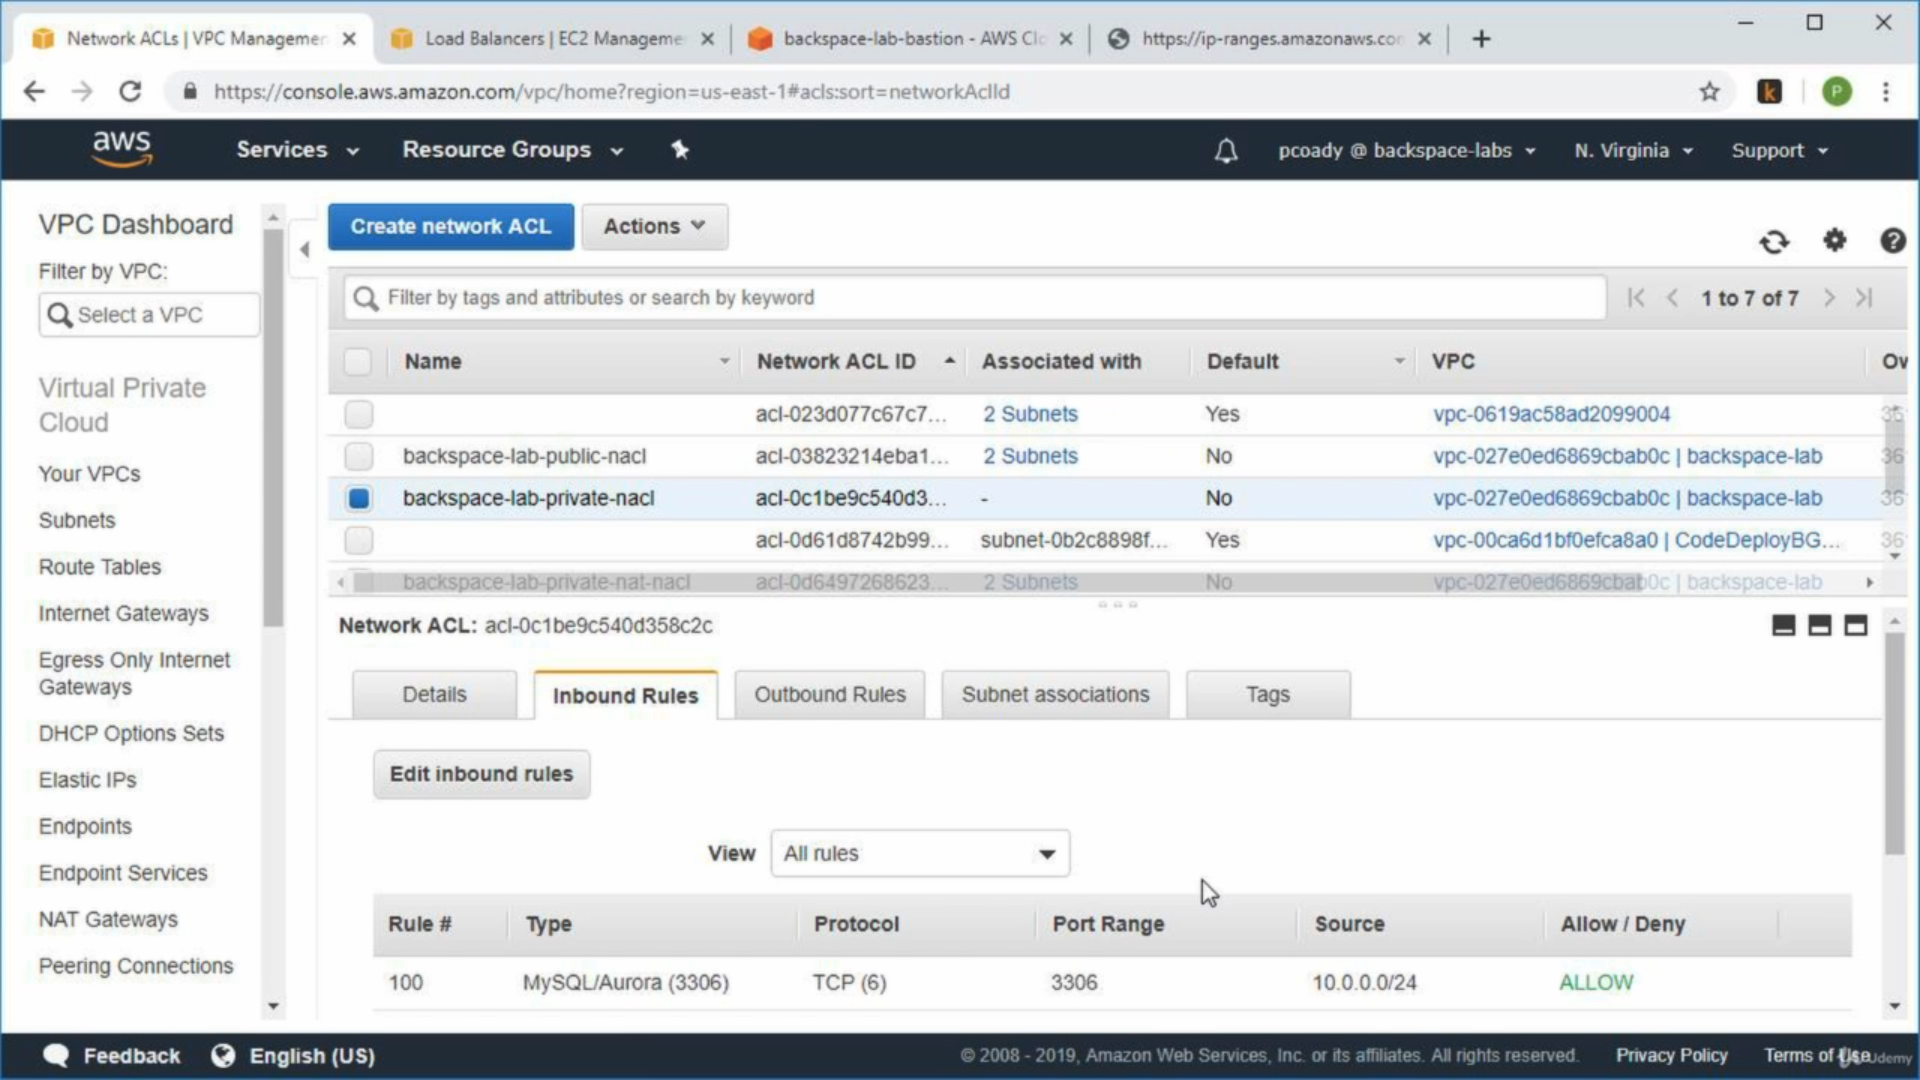 Network ACLs | VPC Managemen
Load Balancers | EC2 Manageme
backspace-lab-bastion - AWS Clo
https://ip-ranges.amazonaws.co
https://console.aws.amazon.com/vpc/home?region=us-east-1#acls:sort=networkAclId
k
P
aws
Services
Resource Groups
pcoady @ backspace-labs
N. Virginia
Support
VPC Dashboard
Filter by VPC:
Select a VPC
Virtual Private
Cloud
Your VPCs
Subnets
Route Tables
Internet Gateways
Egress Only Internet
Gateways
DHCP Options Sets
Elastic IPs
Endpoints
Endpoint Services
NAT Gateways
Peering Connections
Create network ACL
Actions
Filter by tags and attributes or search by keyword
1 to 7 of 7
Name Network ACL ID Associated with Default VPC Ow
acl-023d077c67c7... 2 Subnets Yes vpc-0619ac58ad2099004 36
backspace-lab-public-nacl acl-03823214eba1... 2 Subnets No vpc-027e0ed6869cbab0c | backspace-lab 36
backspace-lab-private-nacl acl-0c1be9c540d3... - No vpc-027e0ed6869cbab0c | backspace-lab 36
acl-0d61d8742b99... subnet-0b2c8898f... Yes vpc-00ca6d1bf0efca8a0 | CodeDeployBG... 36
backspace-lab-private-nat-nacl acl-0d6497268623... 2 Subnets No vpc-027e0ed6869cbab0c | backspace-lab
Network ACL: acl-0c1be9c540d358c2c
Details
Inbound Rules
Outbound Rules
Subnet associations
Tags
Edit inbound rules
View All rules
Rule # Type Protocol Port Range Source Allow / Deny
100 MySQL/Aurora (3306) TCP (6) 3306 10.0.0.0/24 ALLOW
Feedback
English (US)
© 2008 - 2019, Amazon Web Services, Inc. or its affiliates. All rights reserved.
Privacy Policy
Terms of Use
Udemy